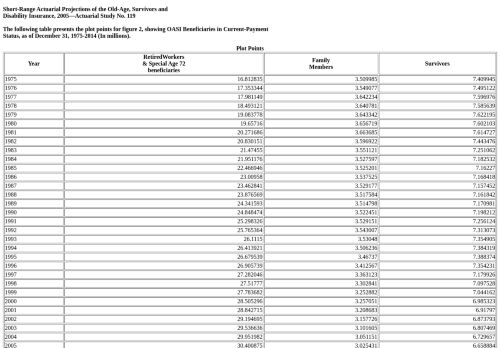 Short-Range Actuarial Projections of the Old-Age, Survivors and
Disability Insurance, 2005—Actuarial Study No. 119
The following table presents the plot points for figure 2, showing OASI Beneficiaries in Current-Payment
Status, as of December 31, 1975-2014 (In millions).
Plot Points
Year RetiredWorkers & Special Age 72 beneficiaries Family Members Survivors
1975 16.812835 3.509985 7.409945
1976 17.353344 3.549077 7.495122
1977 17.981149 3.642234 7.596976
1978 18.493121 3.640781 7.585639
1979 19.083778 3.643342 7.622195
1980 19.65716 3.656719 7.602103
1981 20.271686 3.663685 7.614727
1982 20.830151 3.596922 7.443476
1983 21.47455 3.551121 7.251062
1984 21.951176 3.527597 7.182532
1985 22.466946 3.525201 7.16227
1986 23.00958 3.537525 7.168418
1987 23.462841 3.529177 7.157452
1988 23.876569 3.517584 7.161842
1989 24.341593 3.514798 7.170981
1990 24.848474 3.522451 7.198212
1991 25.298326 3.529151 7.256124
1992 25.765364 3.543007 7.313073
1993 26.1115 3.53048 7.354905
1994 26.413921 3.506236 7.384319
1995 26.679539 3.46737 7.388374
1996 26.905739 3.412567 7.354231
1997 27.282046 3.363123 7.179926
1998 27.51777 3.302841 7.097528
1999 27.783682 3.252882 7.044162
2000 28.505296 3.257051 6.985323
2001 28.842715 3.208683 6.91797
2002 29.194695 3.157726 6.873793
2003 29.536636 3.101605 6.807469
2004 29.951982 3.051151 6.729657
2005 30.400875 3.025431 6.658884